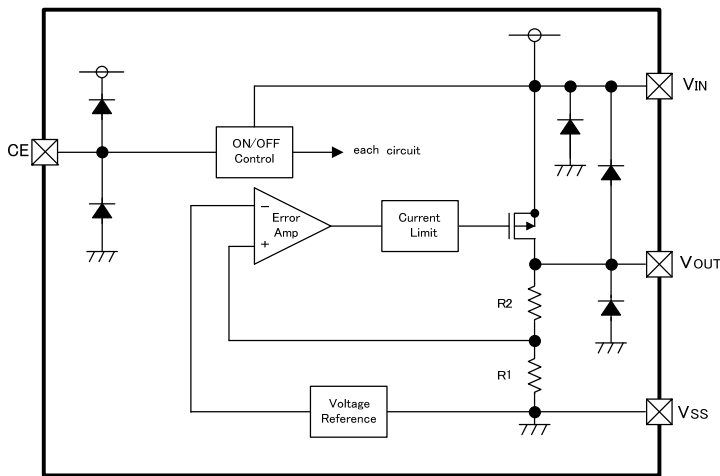 VIN
CE
ON/OFF
Control
each circuit
−
Error
Amp
+
Current
Limit
VOUT
R2
R1
Voltage
Reference
VSS